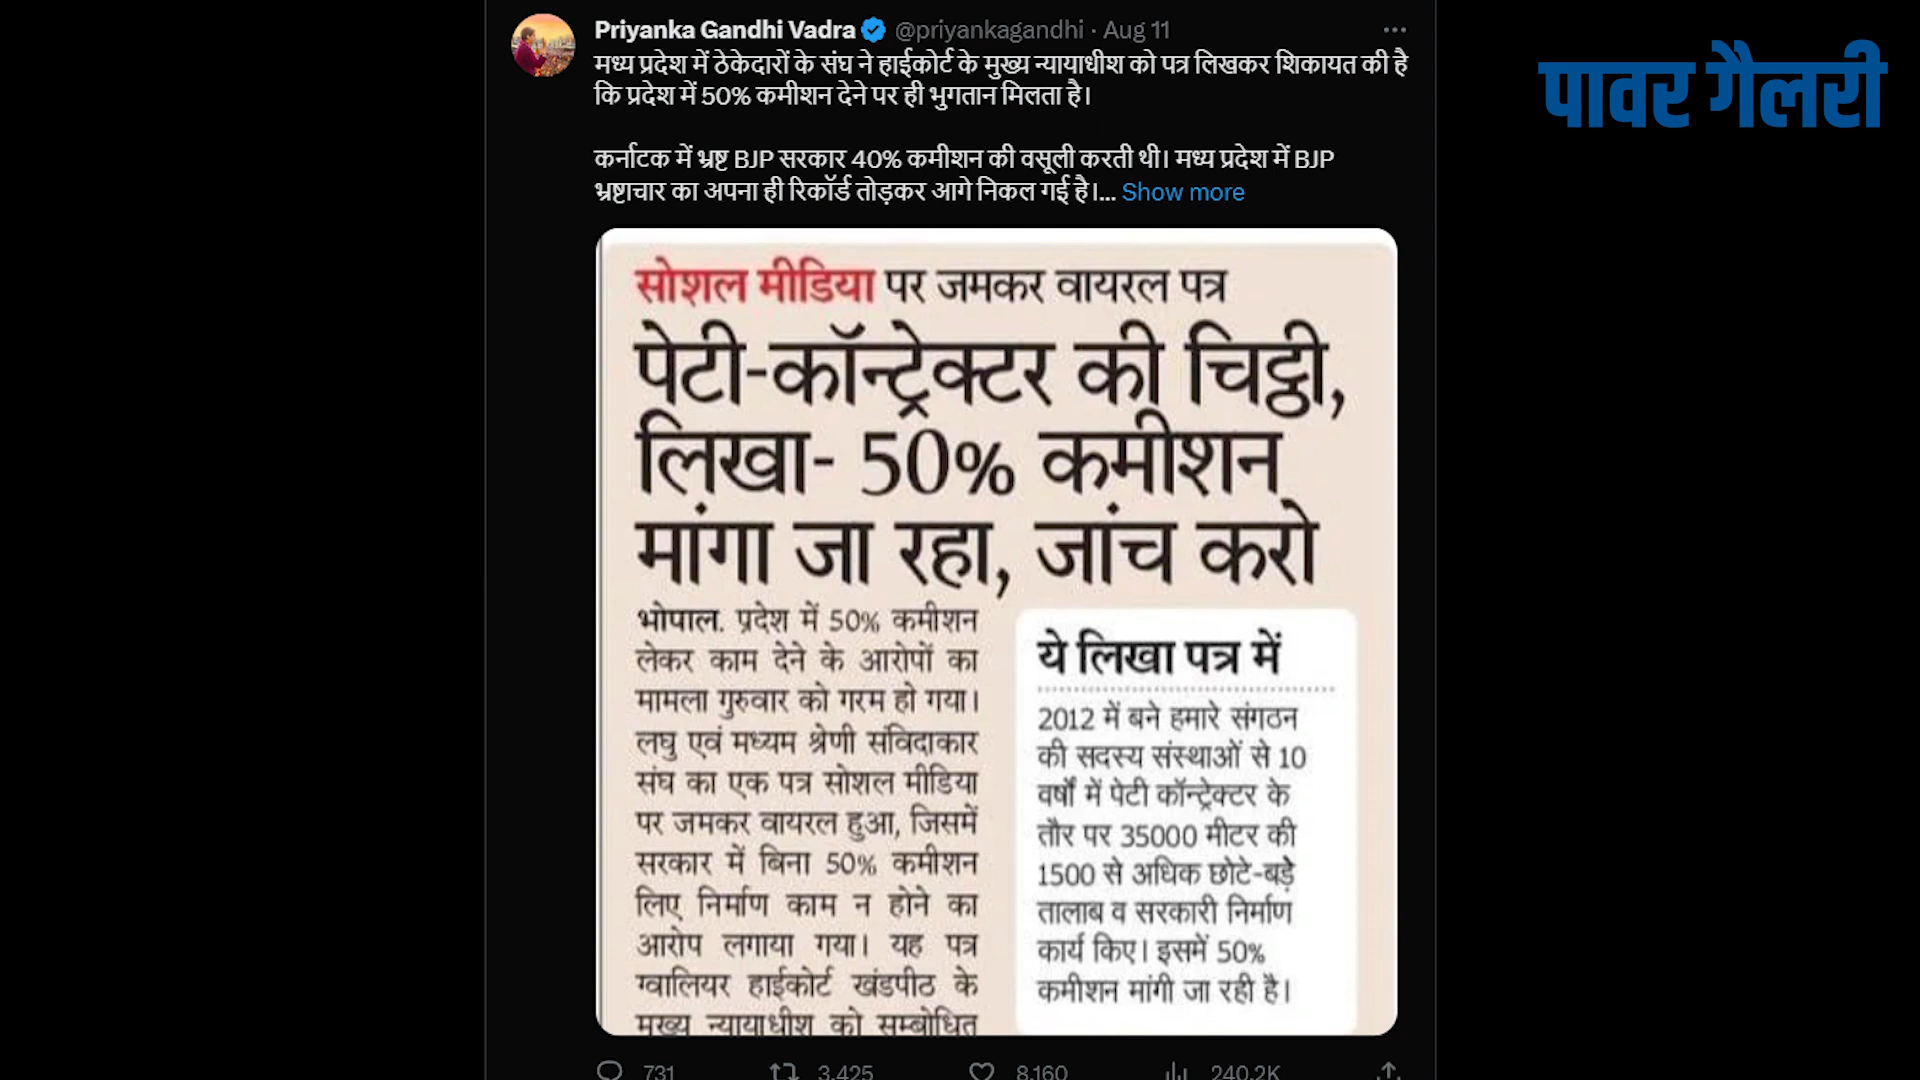 Priyanka Gandhi Vadra @priyankagandhi · Aug 11
मध्य प्रदेश में ठेकेदारों के संघ ने हाईकोर्ट के मुख्य न्यायाधीश को पत्र लिखकर शिकायत की है
कि प्रदेश में 50% कमीशन देने पर ही भुगतान मिलता है।
कर्नाटक में भ्रष्ट BJP सरकार 40% कमीशन की वसूली करती थी। मध्य प्रदेश में BJP
भ्रष्टाचार का अपना ही रिकॉर्ड तोड़कर आगे निकल गई है।... Show more
पावर गैलरी
सोशल मीडिया पर जमकर वायरल पत्र
पेटी-कॉन्ट्रेक्टर की चिट्ठी,
लिखा- 50% कमीशन
मांगा जा रहा, जांच करो
भोपाल. प्रदेश में 50% कमीशन
लेकर काम देने के आरोपों का
मामला गुरुवार को गरम हो गया।
लघु एवं मध्यम श्रेणी संविदाकार
संघ का एक पत्र सोशल मीडिया
पर जमकर वायरल हुआ, जिसमें
सरकार में बिना 50% कमीशन
लिए निर्माण काम न होने का
आरोप लगाया गया। यह पत्र
ग्वालियर हाईकोर्ट खंडपीठ के
मुख्य न्यायाधीश को सम्बोधित
ये लिखा पत्र में
2012 में बने हमारे संगठन
की सदस्य संस्थाओं से 10
वर्षों में पेटी कॉन्ट्रेक्टर के
तौर पर 35000 मीटर की
1500 से अधिक छोटे-बड़े
तालाब व सरकारी निर्माण
कार्य किए। इसमें 50%
कमीशन मांगी जा रही है।
731 3,425 8,160 240.2K